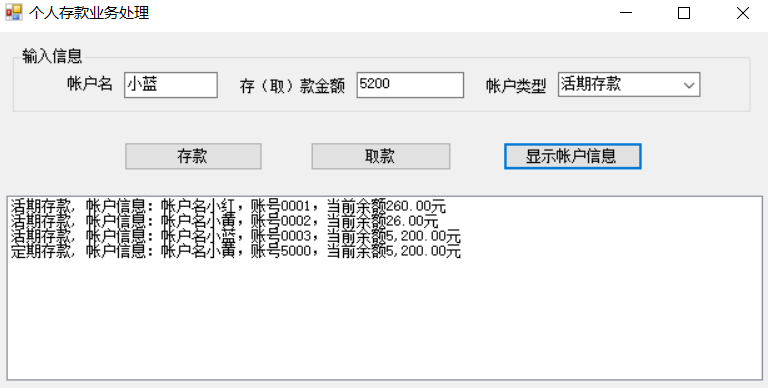 个人存款业务处理
输入信息
帐户名 小蓝 存（取）款金额 5200 帐户类型 活期存款
存款 取款 显示帐户信息
活期存款, 帐户信息: 帐户名小红, 账号0001, 当前余额260.00元
活期存款, 帐户信息: 帐户名小黄, 账号0002, 当前余额26.00元
活期存款, 帐户信息: 帐户名小蓝, 账号0003, 当前余额5,200.00元
定期存款, 帐户信息: 帐户名小黄, 账号5000, 当前余额5,200.00元